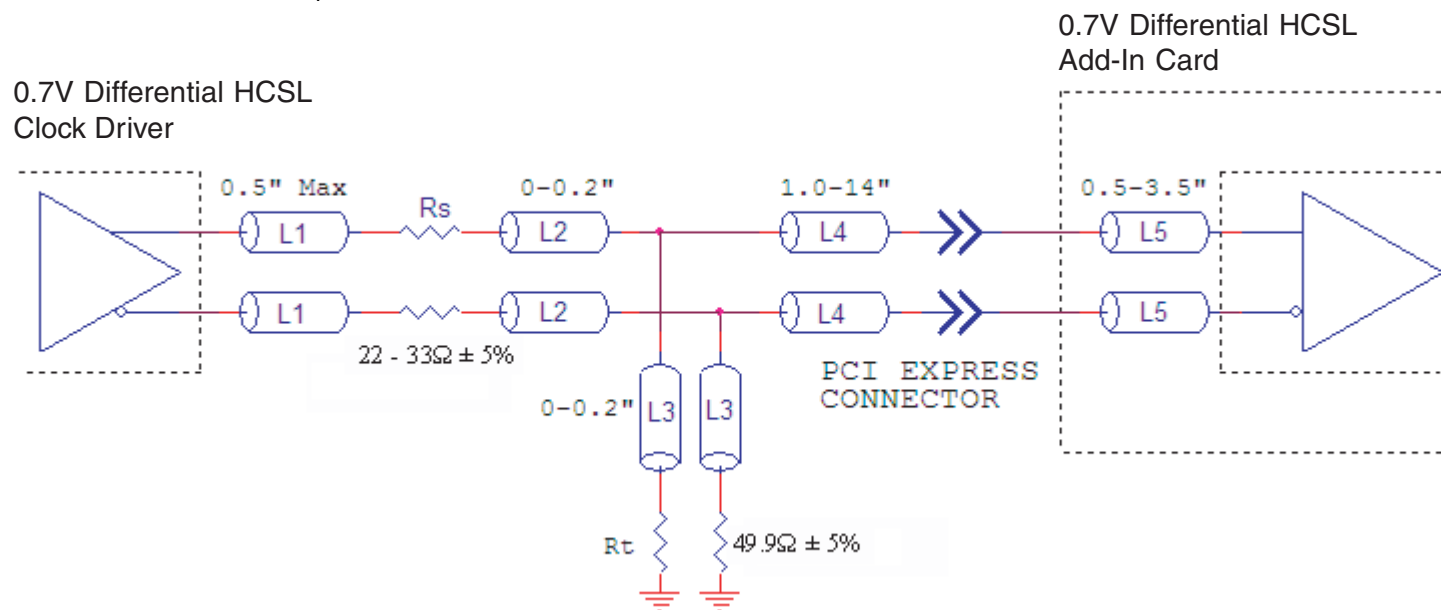 0.7V Differential HCSL
Add-In Card
0.7V Differential HCSL
Clock Driver
0.5" Max
Rs
0-0.2"
1.0-14"
0.5-3.5"
L1
L2
L4
L5
L1
L2
L4
L5
22 - 33Ω ± 5%
PCI EXPRESS
CONNECTOR
0-0.2"
L3
L3
Rt
49.9Ω ± 5%